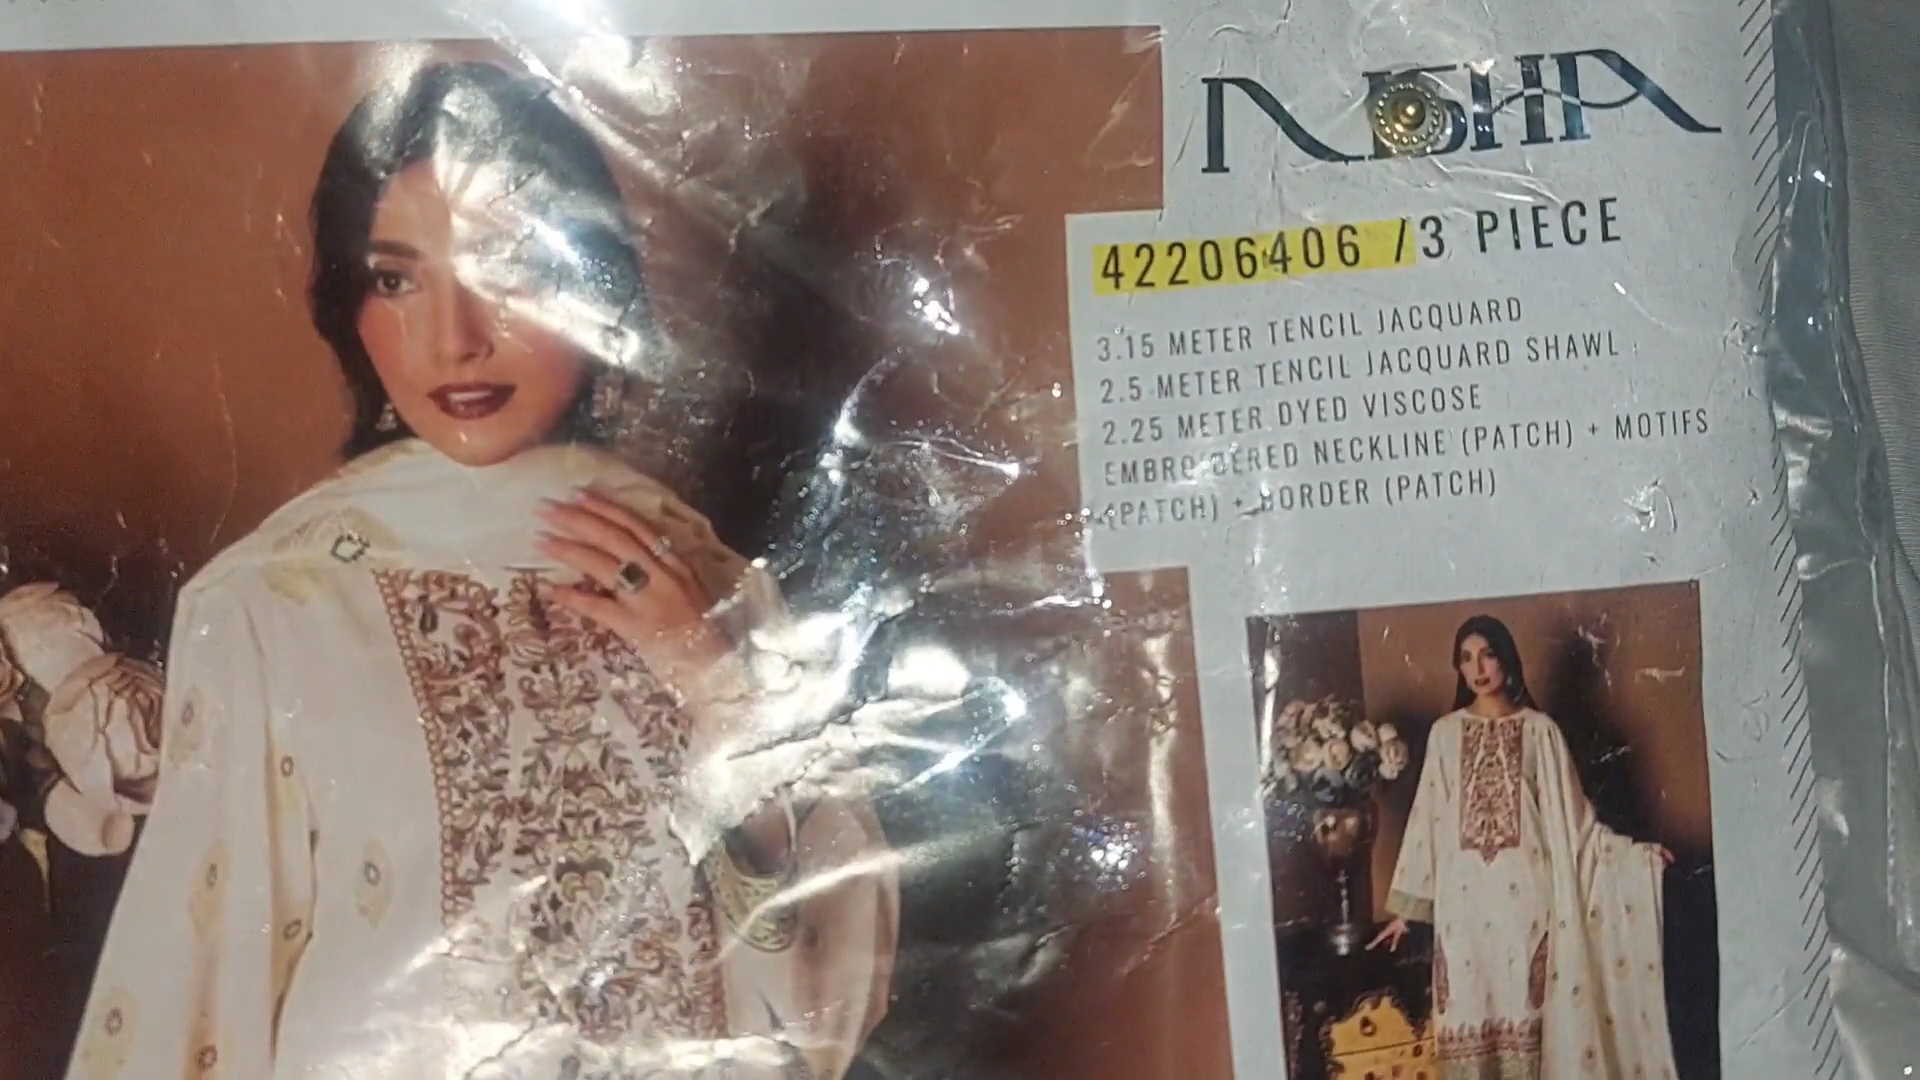 NISHA
42206406 /3 PIECE
3.15 METER TENCIL JACQUARD
2.5 METER TENCIL JACQUARD SHAWL
2.25 METER DYED VISCOSE
EMBROIDERED NECKLINE (PATCH) + MOTIFS
(PATCH) + BORDER (PATCH)